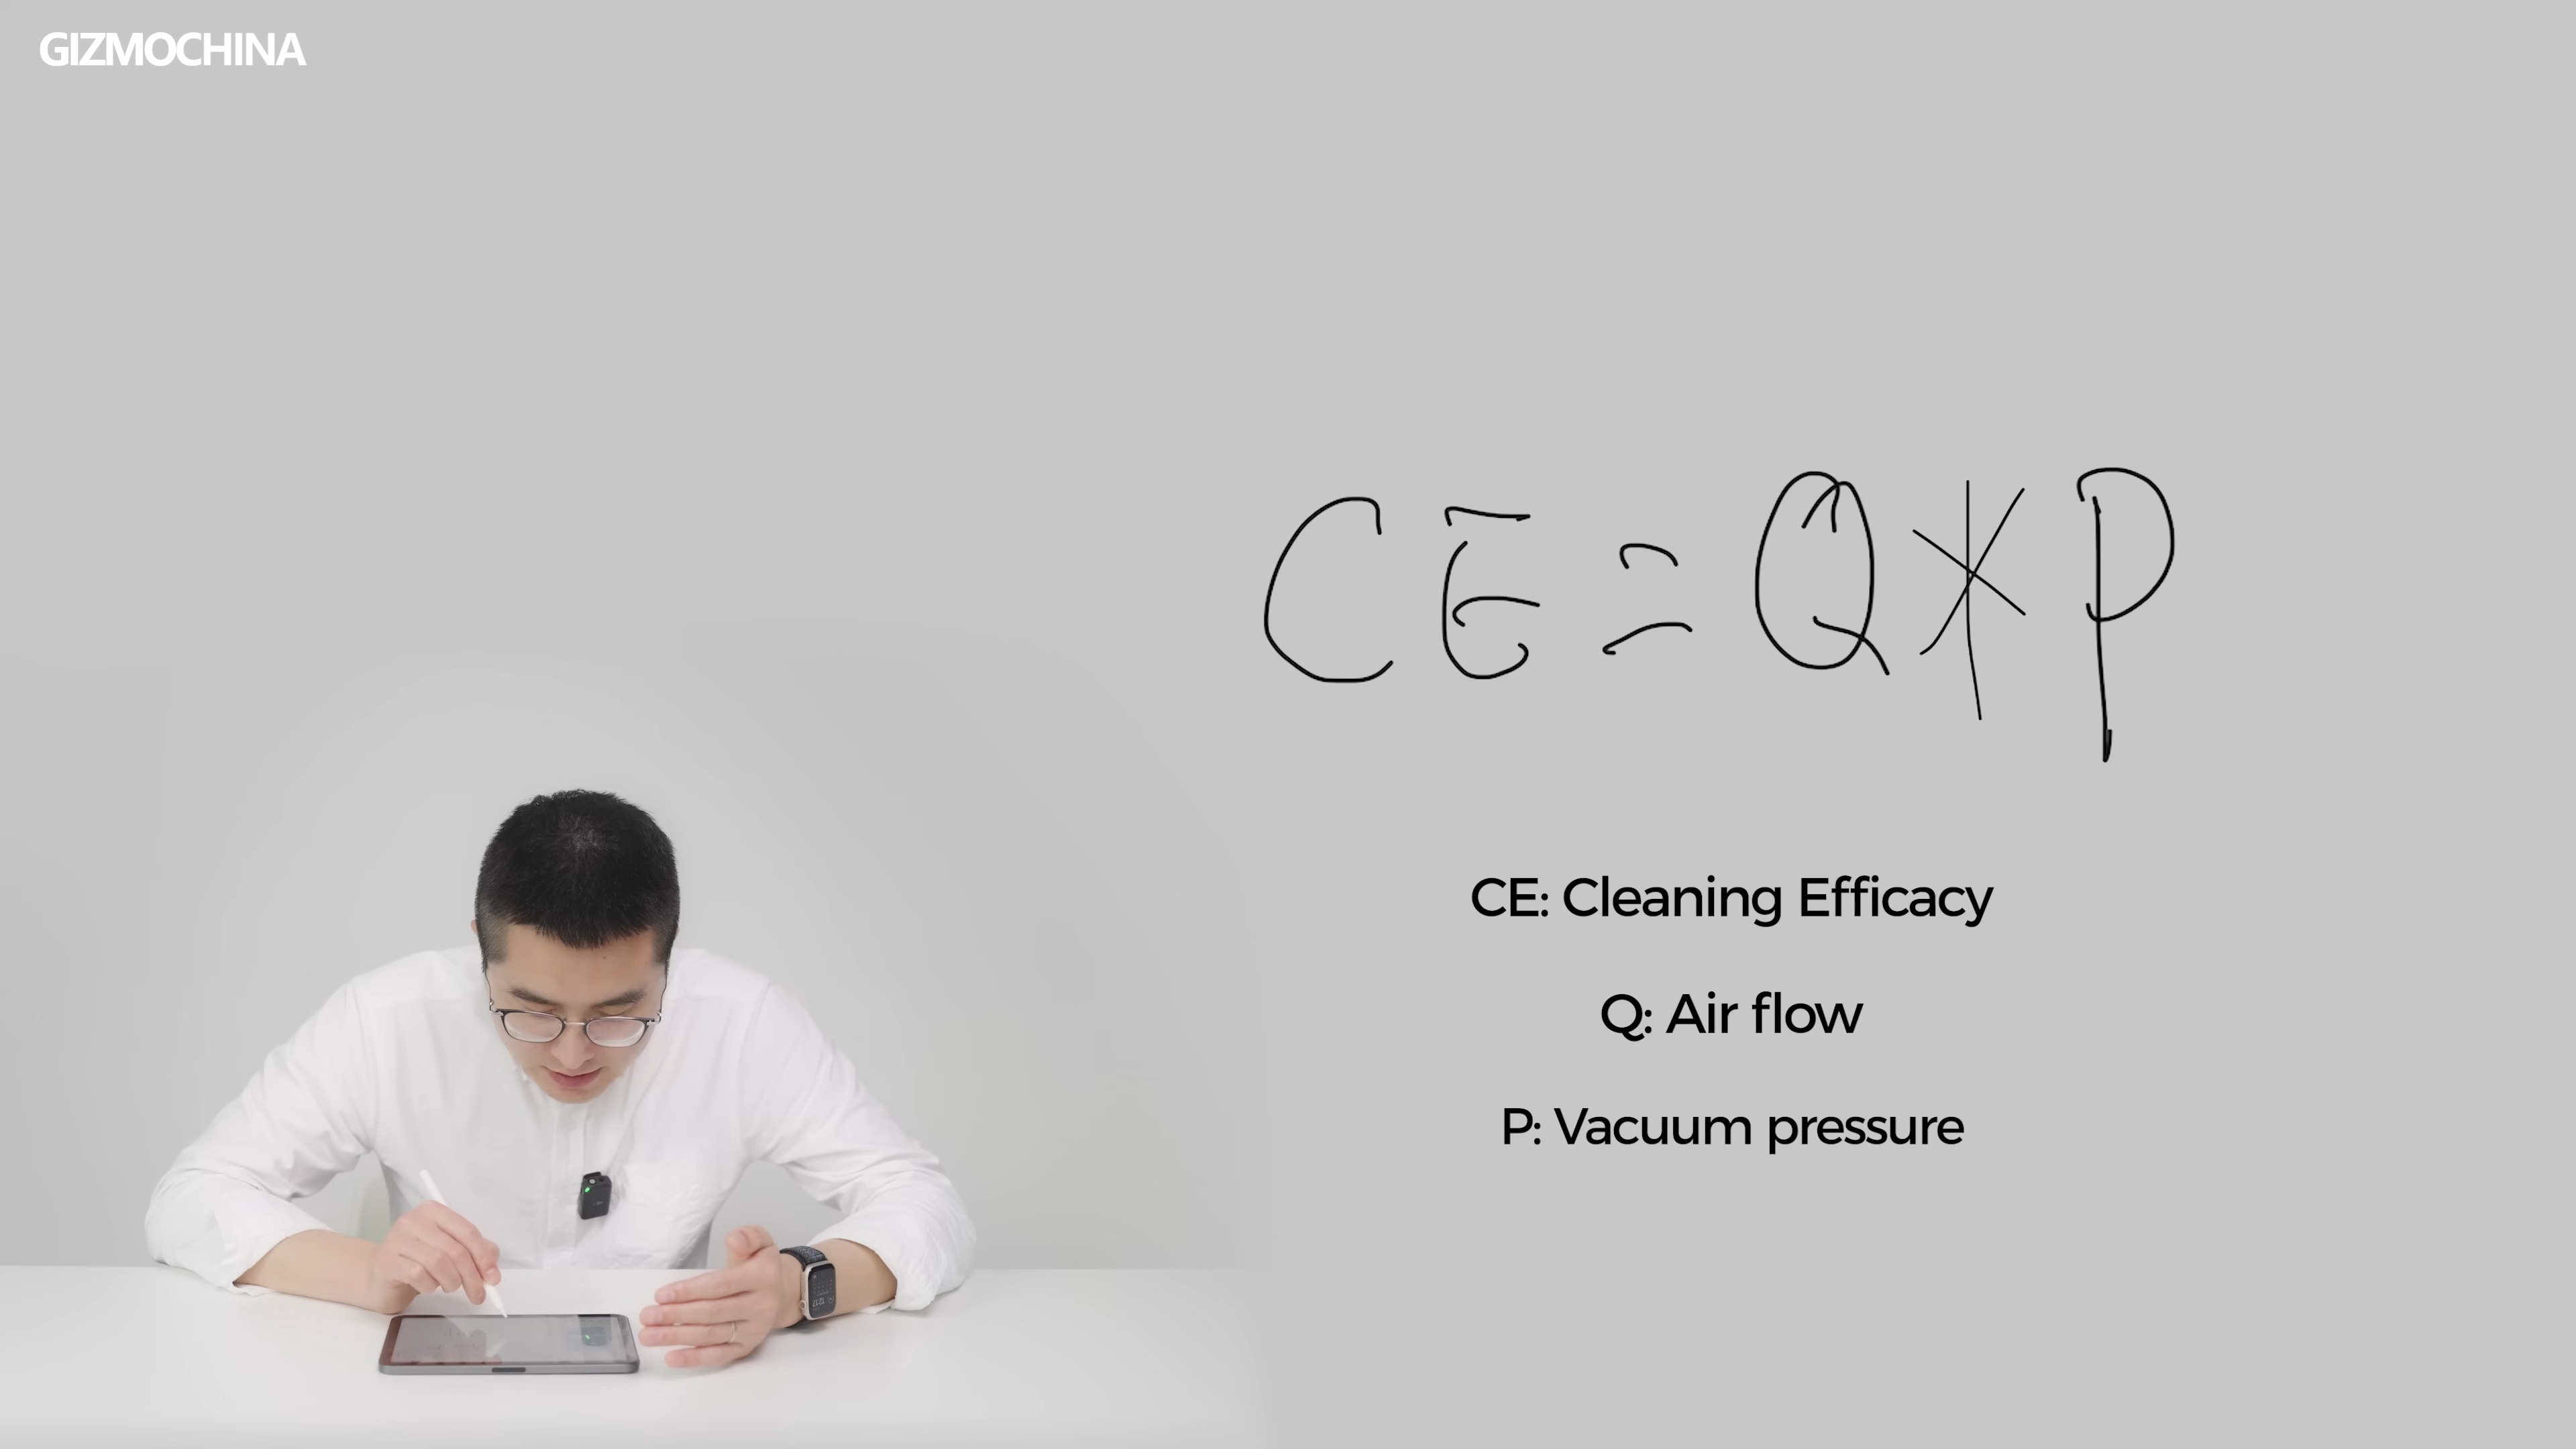 GIZMOCHINA
CE = Q * P
CE: Cleaning Efficacy
Q: Air flow
P: Vacuum pressure